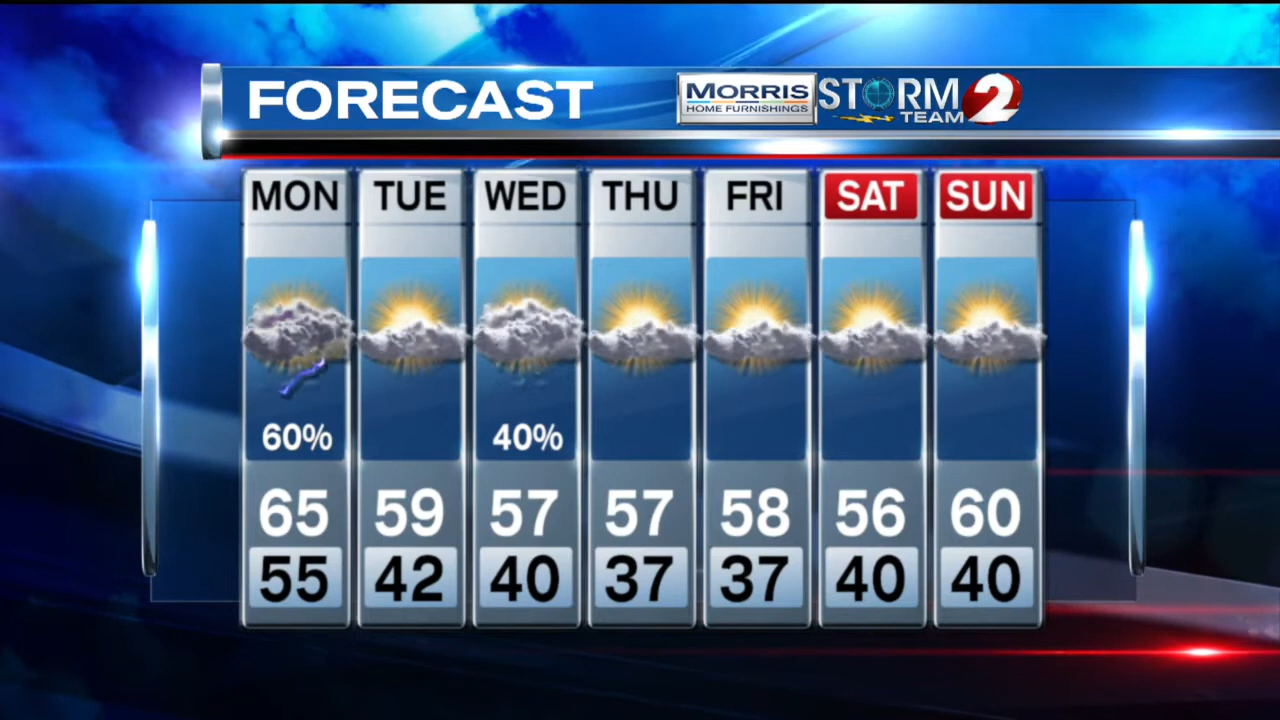 FORECAST
MORRIS
HOME FURNISHINGS
STORM
TEAM
2
MON TUE WED THU FRI SAT SUN
60% 40%
65 59 57 57 58 56 60
55 42 40 37 37 40 40